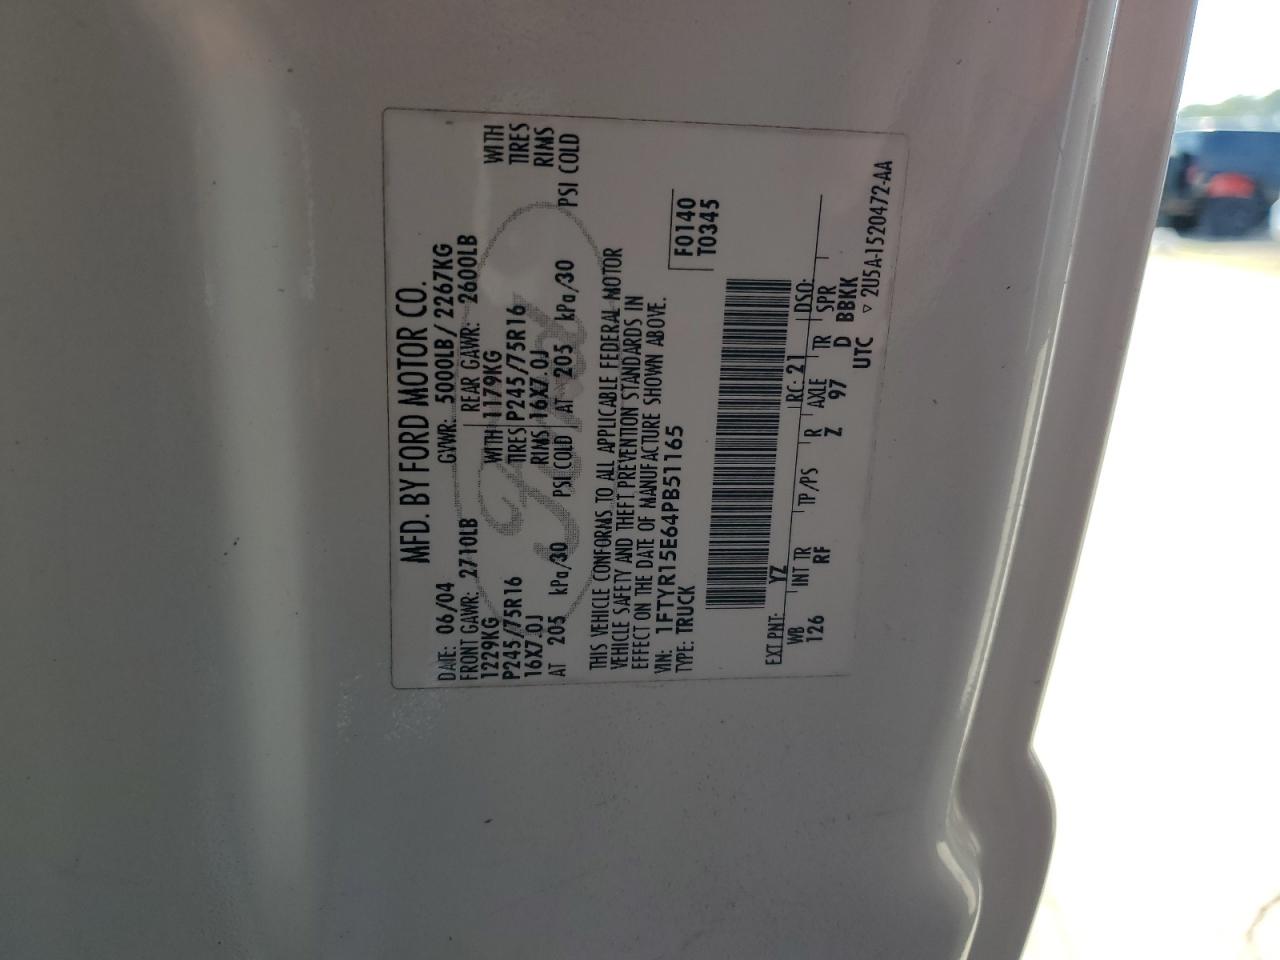 MFD. BY FORD MOTOR CO.
DATE: 06/04 GVWR: 5000LB/ 2267KG
FRONT GAWR: 2710LB REAR GAWR: 2600LB
1229KG WITH 1179KG WITH
P245/75R16 TIRES P245/75R16 TIRES
16X7.0J RIMS 16X7.0J RIMS
AT 205 kPa/30 PSI COLD AT 205 kPa/30 PSI COLD
Ford
THIS VEHICLE CONFORMS TO ALL APPLICABLE FEDERAL MOTOR
VEHICLE SAFETY AND THEFT PREVENTION STANDARDS IN
EFFECT ON THE DATE OF MANUFACTURE SHOWN ABOVE.
VIN: 1FTYR15E64PB51165 F0140
TYPE: TRUCK T0345
EXT PNT: YZ RC: 21 DSO:
WB INT TR TP/PS R AXLE TR SPR
126 RF Z 97 D BBKK
UTC ▽ 2U5A-1520472-AA